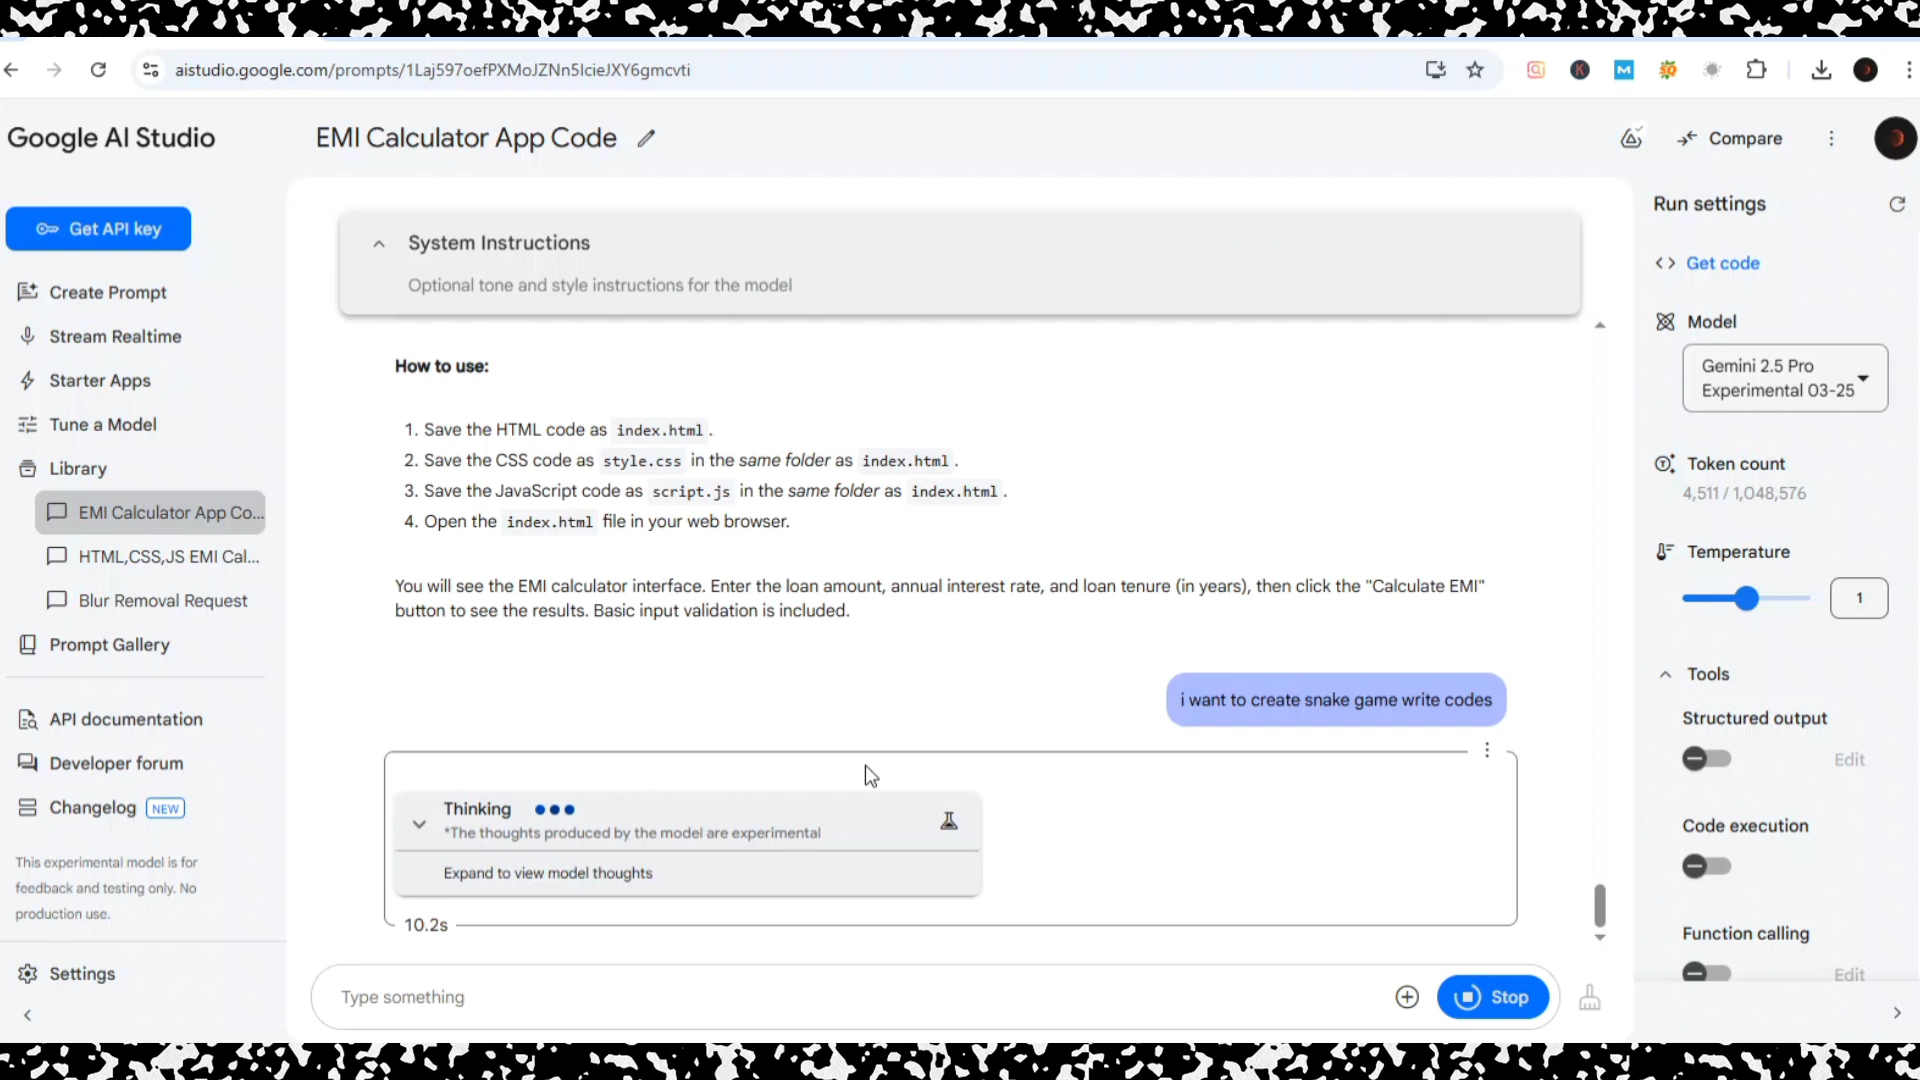 aistudio.google.com/prompts/1Laj597oefPXMoJZNn5IcieJXY6gmcvti
Google AI Studio
EMI Calculator App Code
Compare
Get API key
Create Prompt
Stream Realtime
Starter Apps
Tune a Model
Library
EMI Calculator App Co...
HTML,CSS,JS EMI Cal...
Blur Removal Request
Prompt Gallery
API documentation
Developer forum
Changelog NEW
This experimental model is for
feedback and testing only. No
production use.
Settings
System Instructions
Optional tone and style instructions for the model
How to use:
1. Save the HTML code as index.html .
2. Save the CSS code as style.css in the same folder as index.html .
3. Save the JavaScript code as script.js in the same folder as index.html .
4. Open the index.html file in your web browser.
You will see the EMI calculator interface. Enter the loan amount, annual interest rate, and loan tenure (in years), then click the "Calculate EMI"
button to see the results. Basic input validation is included.
i want to create snake game write codes
Thinking
*The thoughts produced by the model are experimental
Expand to view model thoughts
10.2s
Type something
Stop
Run settings
Get code
Model
Gemini 2.5 Pro
Experimental 03-25
Token count
4,511 / 1,048,576
Temperature
1
Tools
Structured output
Edit
Code execution
Function calling
Edit